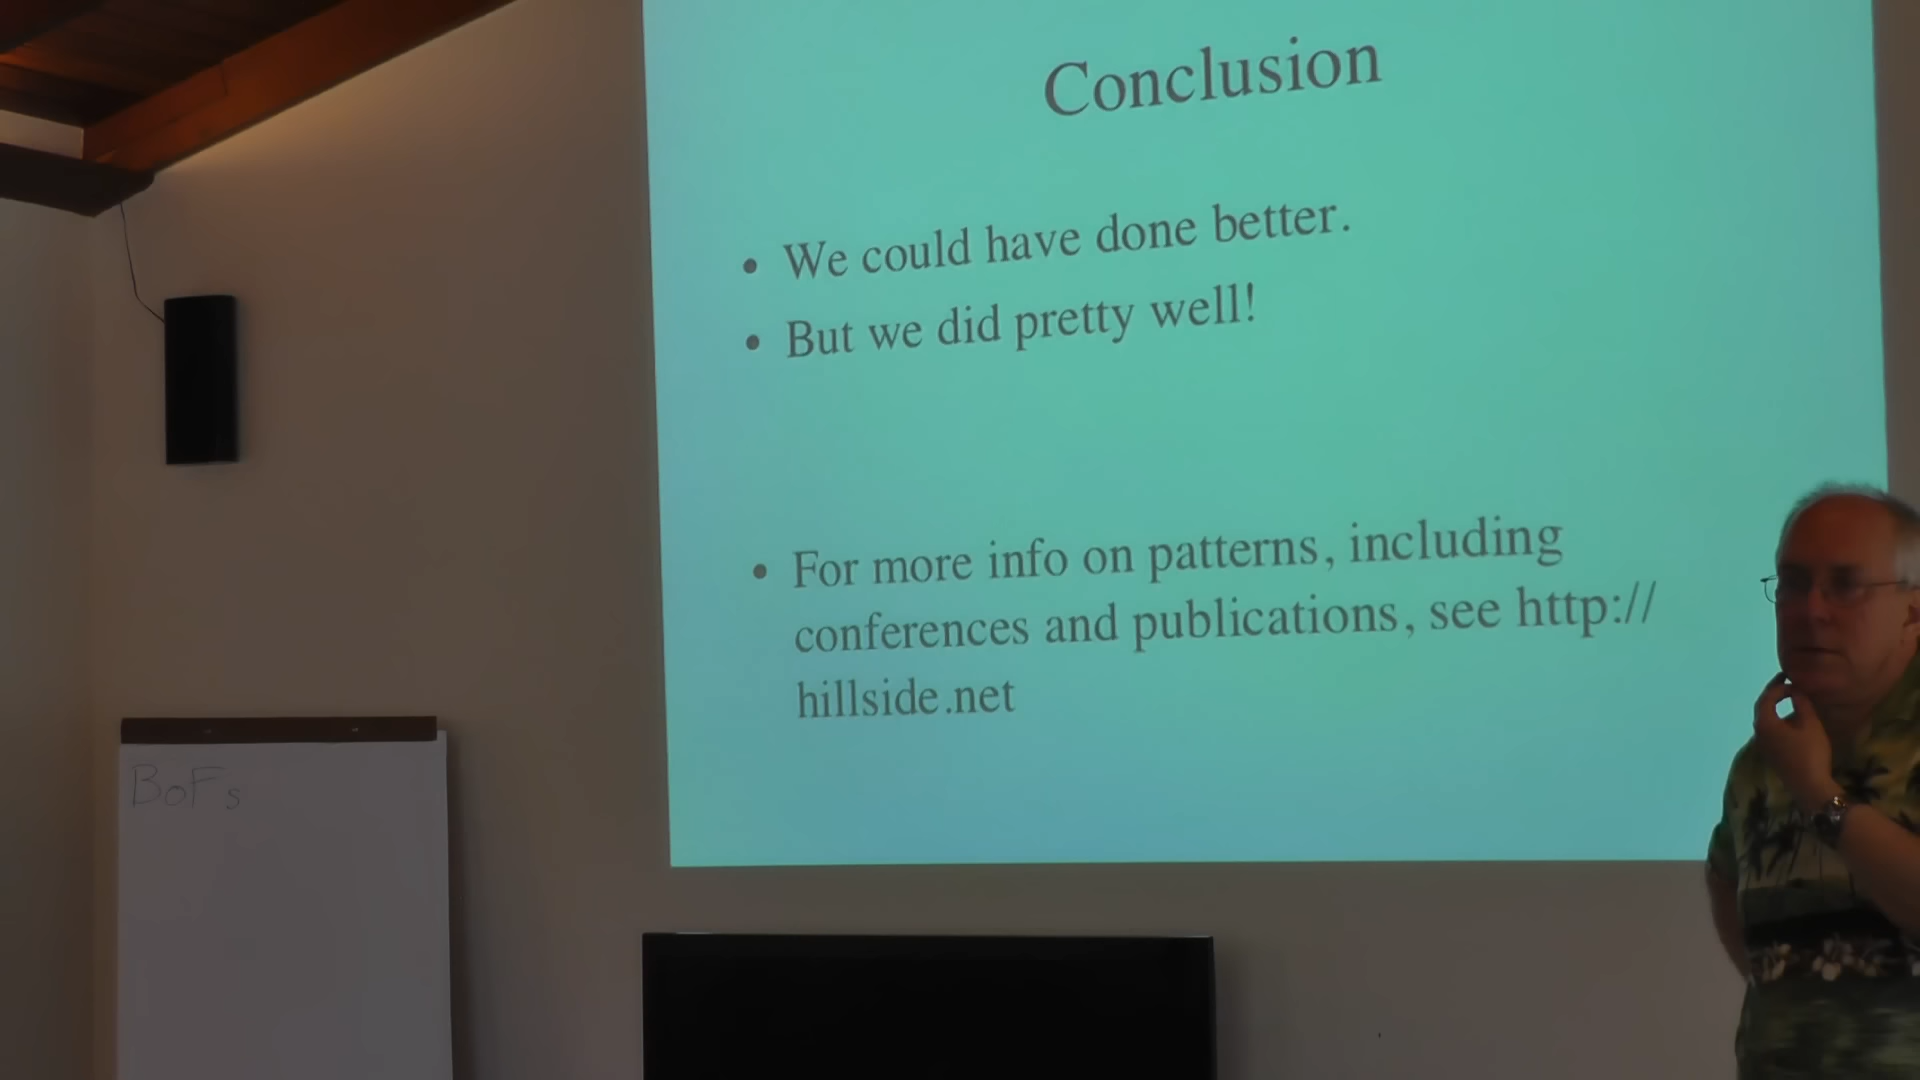 Conclusion
• We could have done better.
• But we did pretty well!
• For more info on patterns, including
conferences and publications, see http://
hillside.net
BoFs